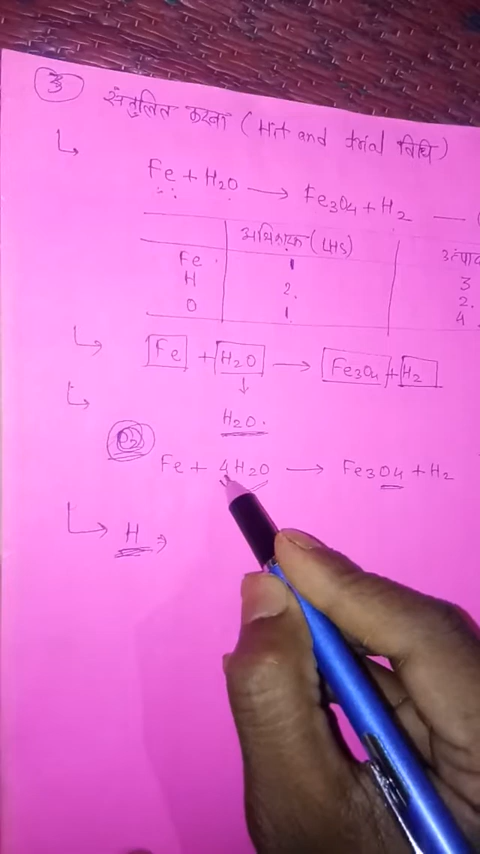 3 संतुलित करना (Hit and trial विधि)
Fe + H2O → Fe3O4 + H2 — (
अभिकारक (LHS) उत्पाद
Fe 1 3
H 2 2
O 1 4
Fe + H2O → Fe3O4 + H2
H2O
Fe + 4H2O → Fe3O4 + H2
H ⇒